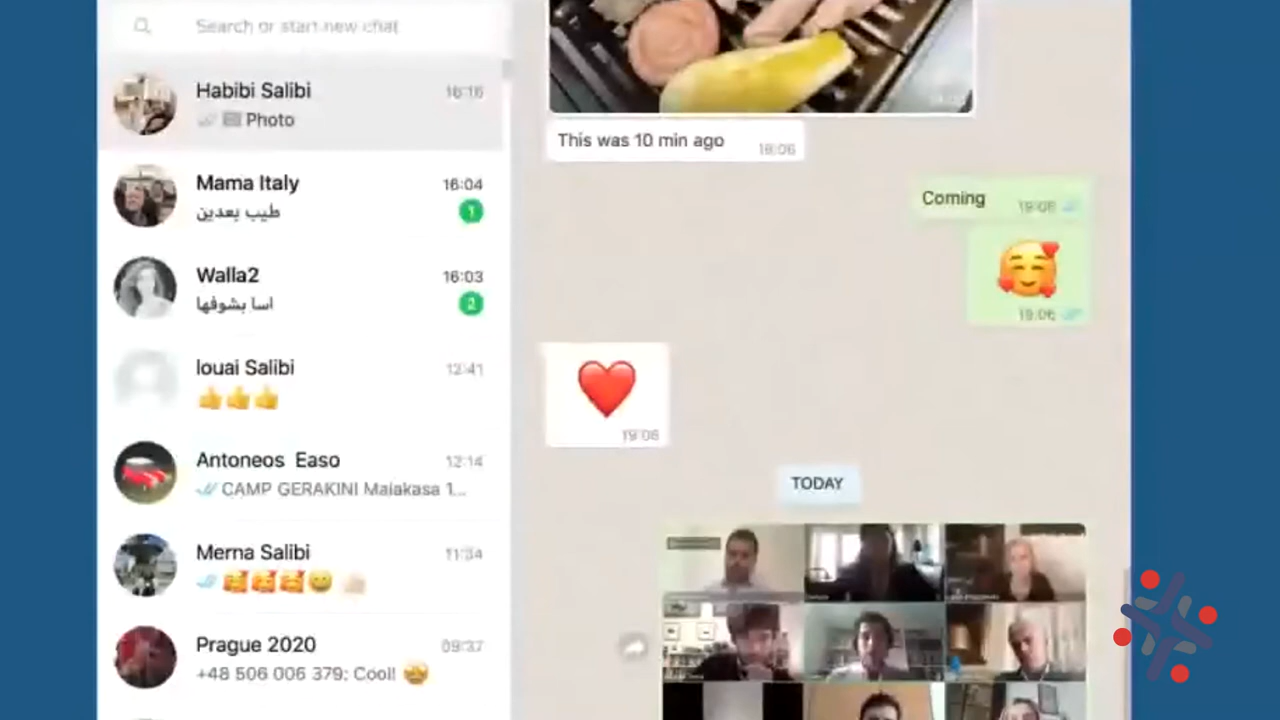 Search or start new chat
Habibi Salibi
16:16
Photo
Mama Italy
16:04
طيب بعدين
1
Walla2
16:03
اسا بشوفها
2
louai Salibi
12:41
Antoneos Easo
12:14
CAMP GERAKINI Malakasa 1...
Merna Salibi
11:34
Prague 2020
09:37
+48 506 006 379: Cool!
This was 10 min ago
19:06
Coming
19:06
19:06
19:06
TODAY